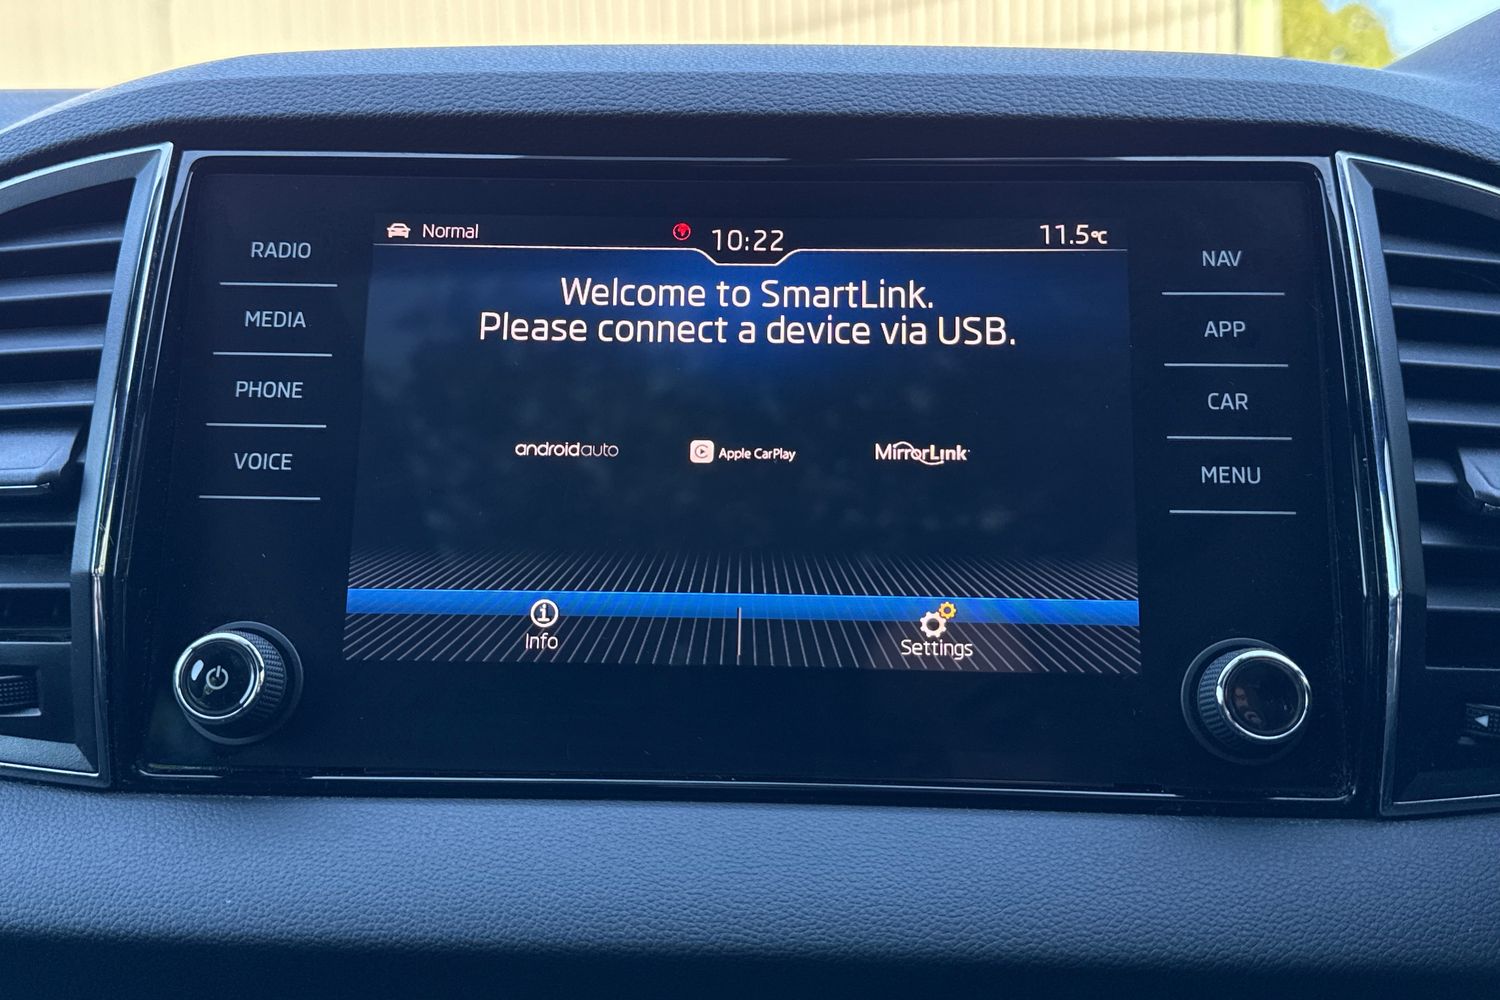 RADIO
MEDIA
PHONE
VOICE
Normal
10:22
11.5°C
Welcome to SmartLink.
Please connect a device via USB.
androidauto
Apple CarPlay
MirrorLink
Info
Settings
NAV
APP
CAR
MENU